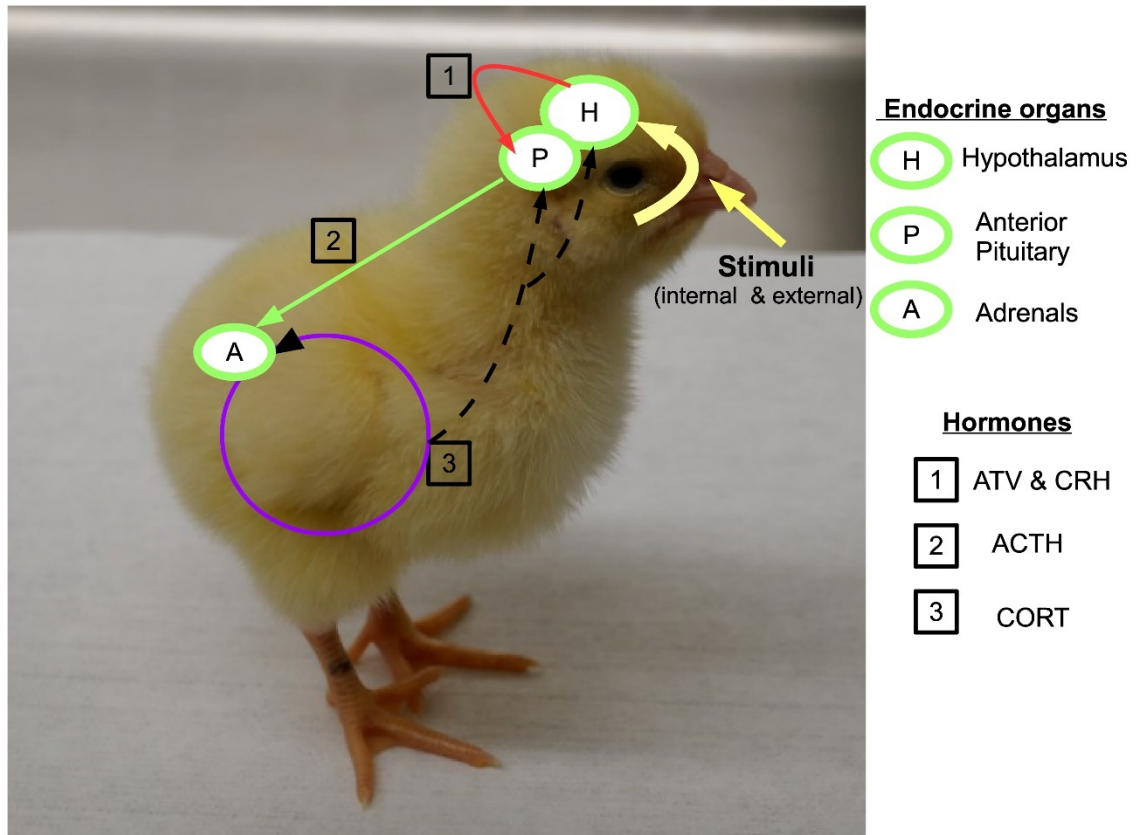 1
H
P
2
Stimuli
(internal & external)
A
3
Endocrine organs
H Hypothalamus
P Anterior
Pituitary
A Adrenals
Hormones
1 ATV & CRH
2 ACTH
3 CORT